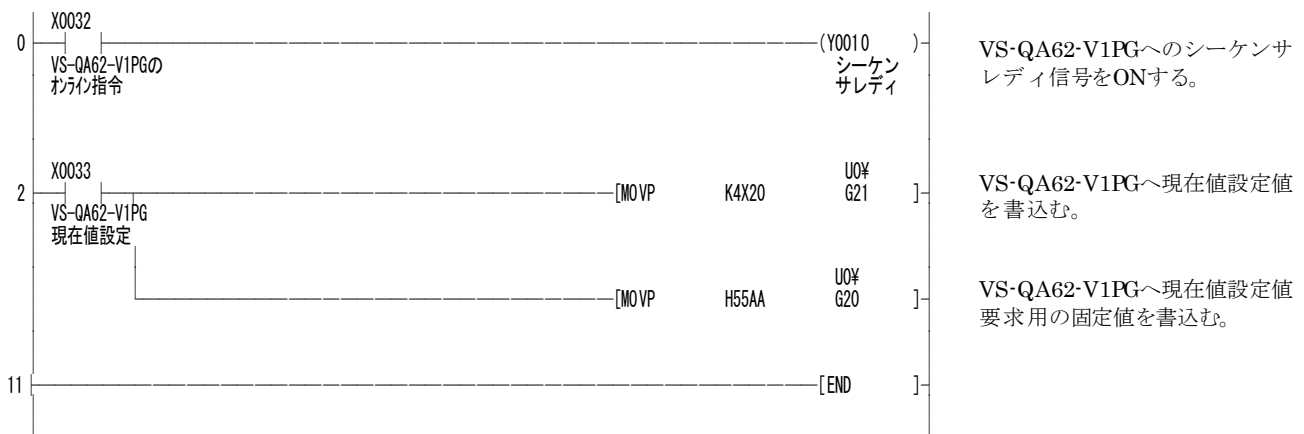 X0032
0
(Y0010 )
VS-QA62-V1PGの
オンライン指令
シーケン
サレディ
VS-QA62-V1PGへのシーケンサ
レディ信号をONする。
X0033
U0¥
2
[MOVP K4X20 G21 ]
VS-QA62-V1PG
現在値設定
VS-QA62-V1PGへ現在値設定値
を書込む。
U0¥
[MOVP H55AA G20 ]
VS-QA62-V1PGへ現在値設定値
要求用の固定値を書込む。
11
[END ]